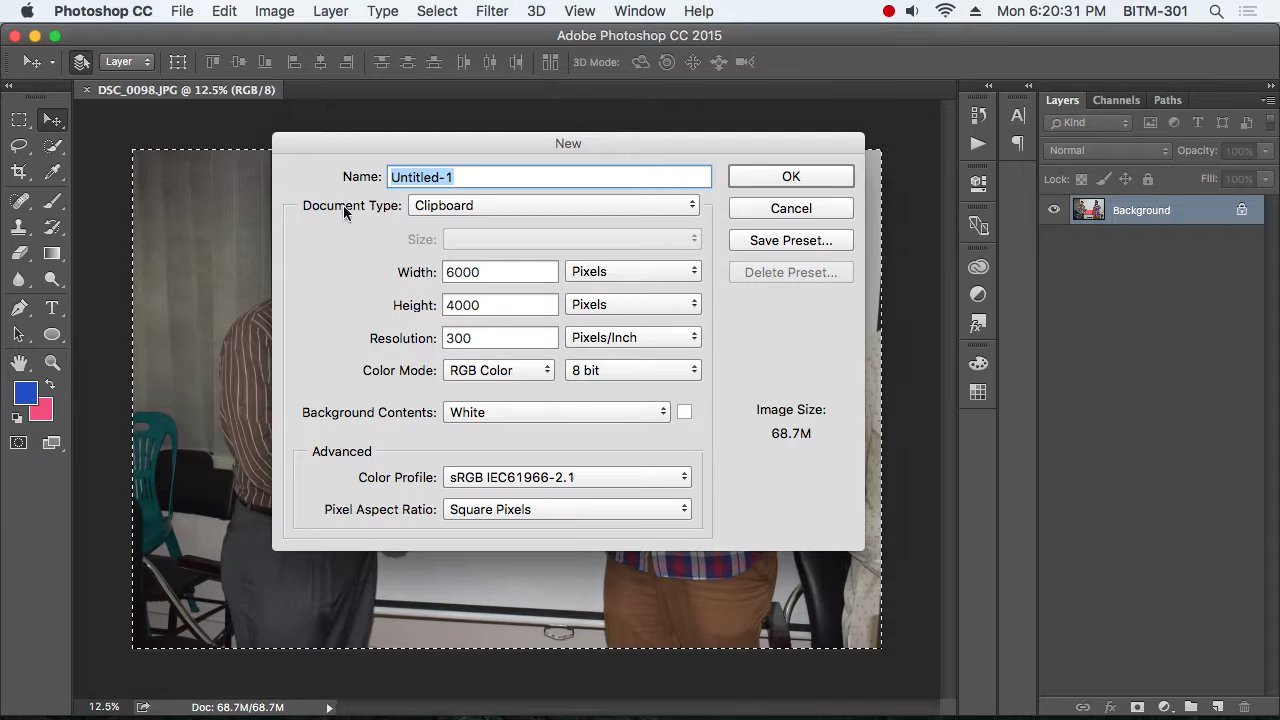 Photoshop CC File Edit Image Layer Type Select Filter 3D View Window Help Mon 6:20:31 PM BITM-301
Adobe Photoshop CC 2015
Layer 3D Mode:
× DSC_0098.JPG @ 12.5% (RGB/8)
New
Name: Untitled-1 OK
Document Type: Clipboard Cancel
Size: Save Preset...
Width: 6000 Pixels Delete Preset...
Height: 4000 Pixels
Resolution: 300 Pixels/Inch
Color Mode: RGB Color 8 bit
Background Contents: White
Image Size:
68.7M
Advanced
Color Profile: sRGB IEC61966-2.1
Pixel Aspect Ratio: Square Pixels
Layers Channels Paths
Kind
Normal Opacity: 100%
Lock: Fill: 100%
Background
12.5% Doc: 68.7M/68.7M